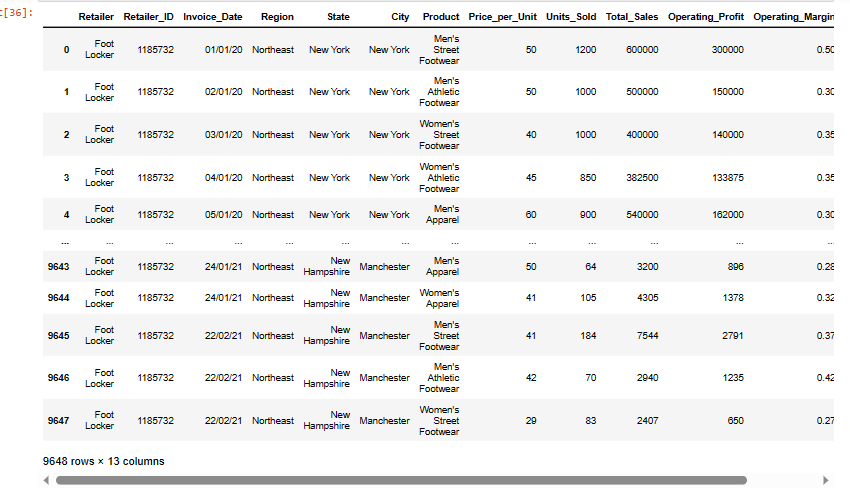 [36]:
Retailer Retailer_ID Invoice_Date Region State City Product Price_per_Unit Units_Sold Total_Sales Operating_Profit Operating_Margin
0 Foot Locker 1185732 01/01/20 Northeast New York New York Men's Street Footwear 50 1200 600000 300000 0.50
1 Foot Locker 1185732 02/01/20 Northeast New York New York Men's Athletic Footwear 50 1000 500000 150000 0.30
2 Foot Locker 1185732 03/01/20 Northeast New York New York Women's Street Footwear 40 1000 400000 140000 0.35
3 Foot Locker 1185732 04/01/20 Northeast New York New York Women's Athletic Footwear 45 850 382500 133875 0.35
4 Foot Locker 1185732 05/01/20 Northeast New York New York Men's Apparel 60 900 540000 162000 0.30
... ... ... ... ... ... ... ... ... ... ... ... ..
9643 Foot Locker 1185732 24/01/21 Northeast New Hampshire Manchester Men's Apparel 50 64 3200 896 0.28
9644 Foot Locker 1185732 24/01/21 Northeast New Hampshire Manchester Women's Apparel 41 105 4305 1378 0.32
9645 Foot Locker 1185732 22/02/21 Northeast New Hampshire Manchester Men's Street Footwear 41 184 7544 2791 0.37
9646 Foot Locker 1185732 22/02/21 Northeast New Hampshire Manchester Men's Athletic Footwear 42 70 2940 1235 0.42
9647 Foot Locker 1185732 22/02/21 Northeast New Hampshire Manchester Women's Street Footwear 29 83 2407 650 0.27
9648 rows × 13 columns